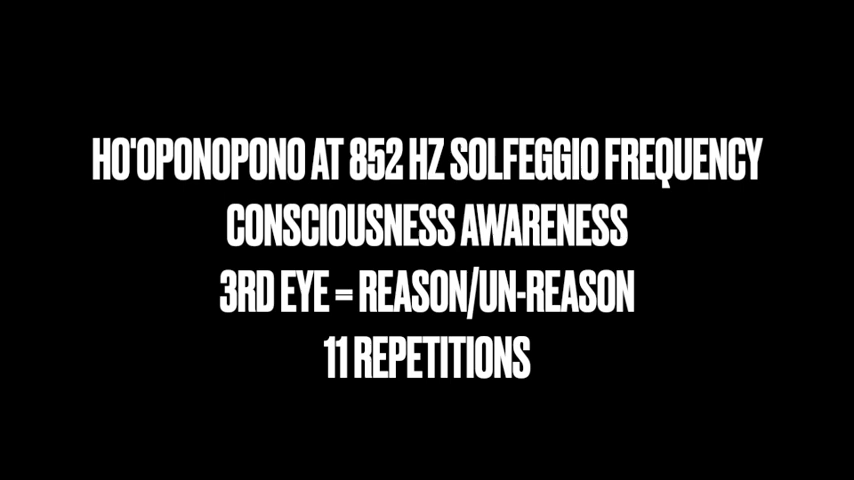 HO'OPONOPONO AT 852 HZ SOLFEGGIO FREQUENCY
CONSCIOUSNESS AWARENESS
3RD EYE = REASON/UN-REASON
11 REPETITIONS